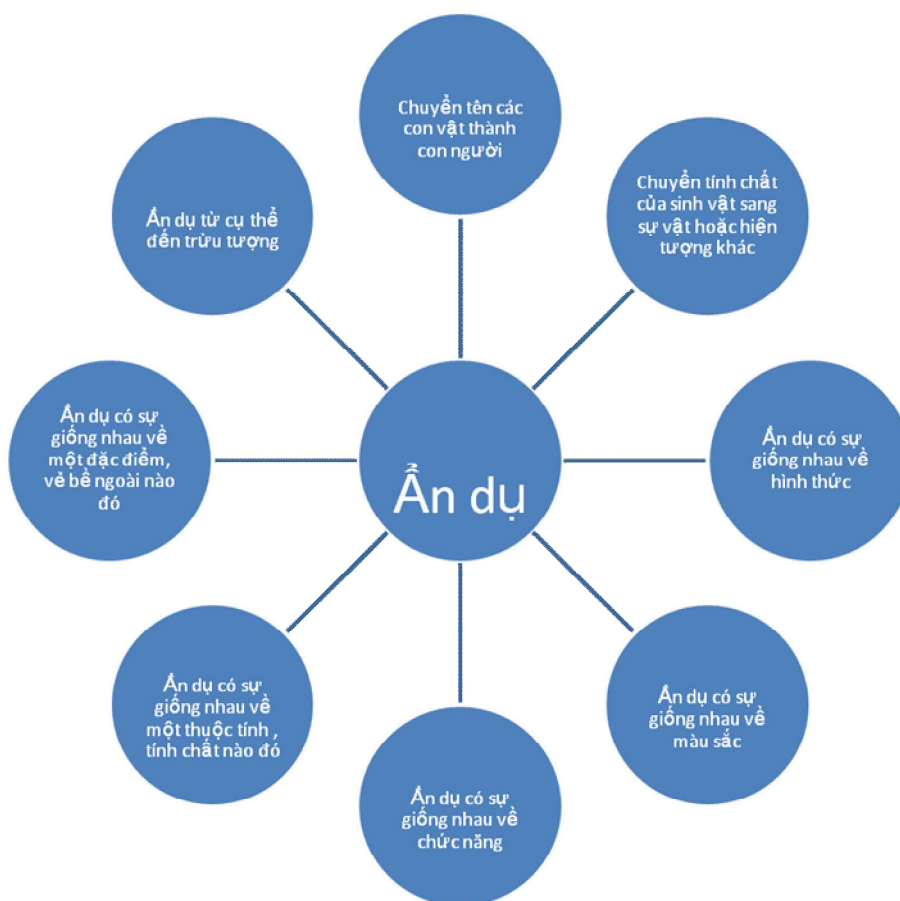 Chuyển tên các
con vật thành
con người
Chuyển tính chất
của sinh vật sang
sự vật hoặc hiện
tượng khác
Ẩn dụ có sự
giống nhau về
hình thức
Ẩn dụ có sự
giống nhau về
màu sắc
Ẩn dụ có sự
giống nhau về
chức năng
Ẩn dụ có sự
giống nhau về
một thuộc tính ,
tính chất nào đó
Ẩn dụ có sự
giống nhau về
một đặc điểm,
vẻ bề ngoài nào
đó
Ẩn dụ từ cụ thể
đến trừu tượng
Ẩn dụ